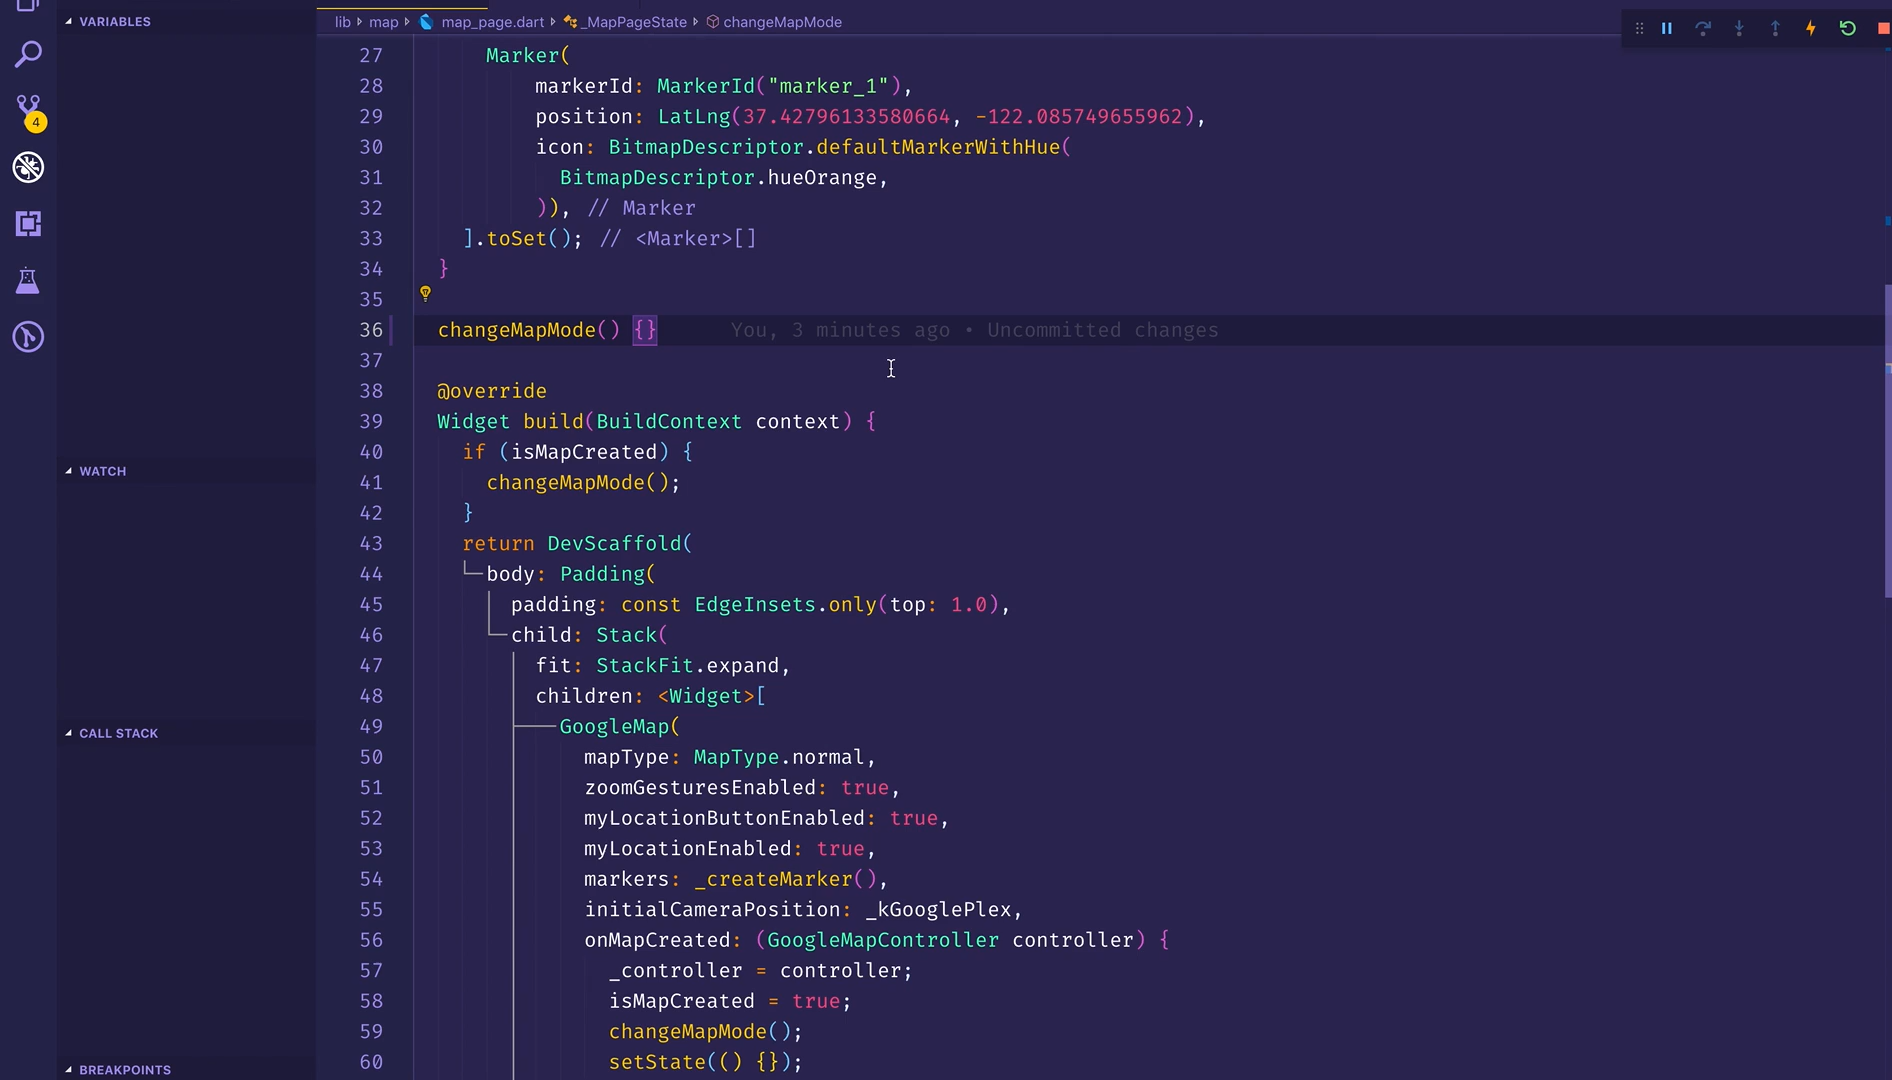 VARIABLES
lib map map_page.dart _MapPageState changeMapMode
4
27 Marker(
28 markerId: MarkerId("marker_1"),
29 position: LatLng(37.42796133580664, -122.085749655962),
30 icon: BitmapDescriptor.defaultMarkerWithHue(
31 BitmapDescriptor.hueOrange,
32 )), // Marker
33 ].toSet(); // <Marker>[]
34 }
35
36 changeMapMode() {} You, 3 minutes ago • Uncommitted changes
37
38 @override
39 Widget build(BuildContext context) {
40 if (isMapCreated) {
WATCH
41 changeMapMode();
42 }
43 return DevScaffold(
44 body: Padding(
45 padding: const EdgeInsets.only(top: 1.0),
46 child: Stack(
47 fit: StackFit.expand,
48 children: <Widget>[
49 GoogleMap(
CALL STACK
50 mapType: MapType.normal,
51 zoomGesturesEnabled: true,
52 myLocationButtonEnabled: true,
53 myLocationEnabled: true,
54 markers: _createMarker(),
55 initialCameraPosition: _kGooglePlex,
56 onMapCreated: (GoogleMapController controller) {
57 _controller = controller;
58 isMapCreated = true;
59 changeMapMode();
60 setState(() {});
BREAKPOINTS